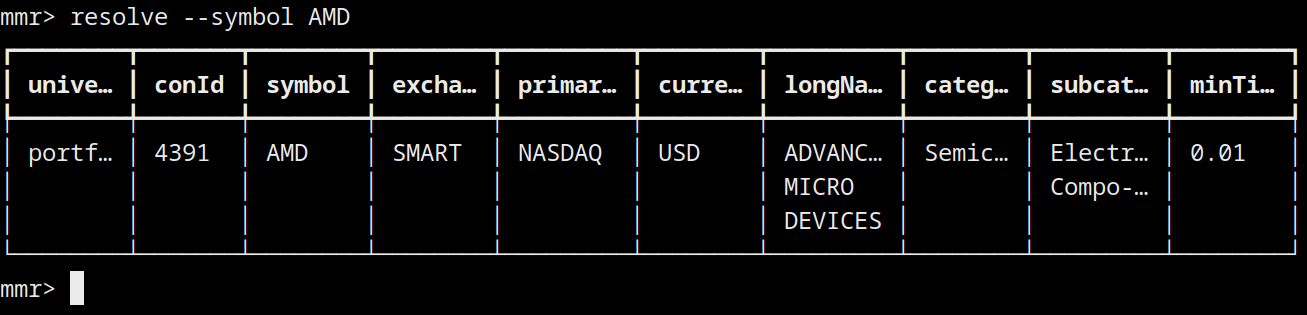 mmr> resolve --symbol AMD
unive… conId symbol excha… primar… curre… longNa… categ… subcat… minTi…
portf… 4391 AMD SMART NASDAQ USD ADVANC… Semic… Electr… 0.01
MICRO Compo-…
DEVICES
mmr>